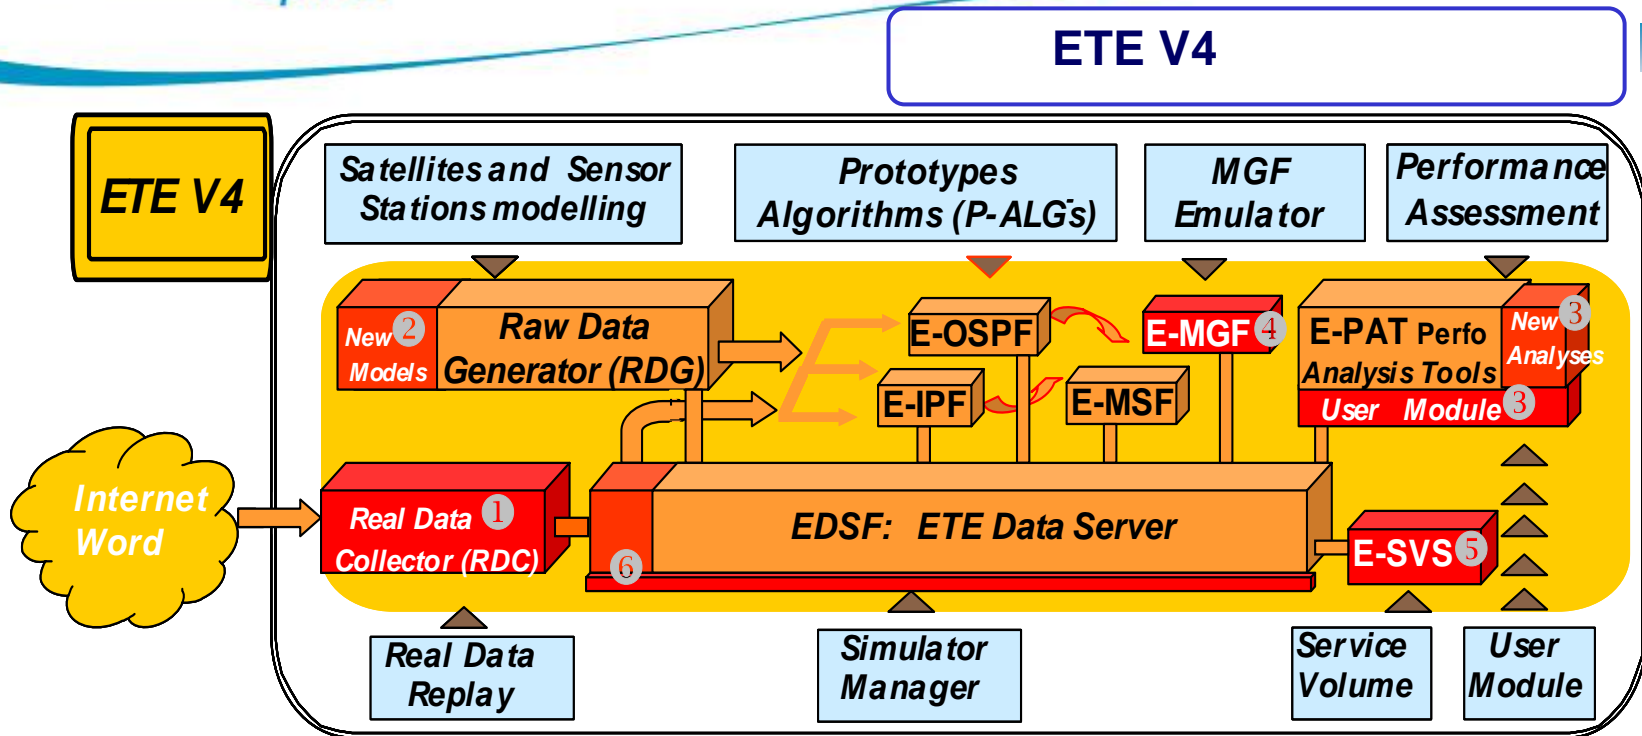 ETE V4
ETE V4
Satellites and Sensor
Stations modelling
Prototypes
Algorithms (P-ALG's)
MGF
Emulator
Performance
Assessment
New 2
Models
Raw Data
Generator (RDG)
E-OSPF
E-MGF 4
E-IPF
E-MSF
E-PAT Perfo
Analysis Tools
New 3
Analyses
User Module 3
Internet
Word
Real Data 1
Collector (RDC)
6
EDSF: ETE Data Server
E-SVS 5
Real Data
Replay
Simulator
Manager
Service
Volume
User
Module